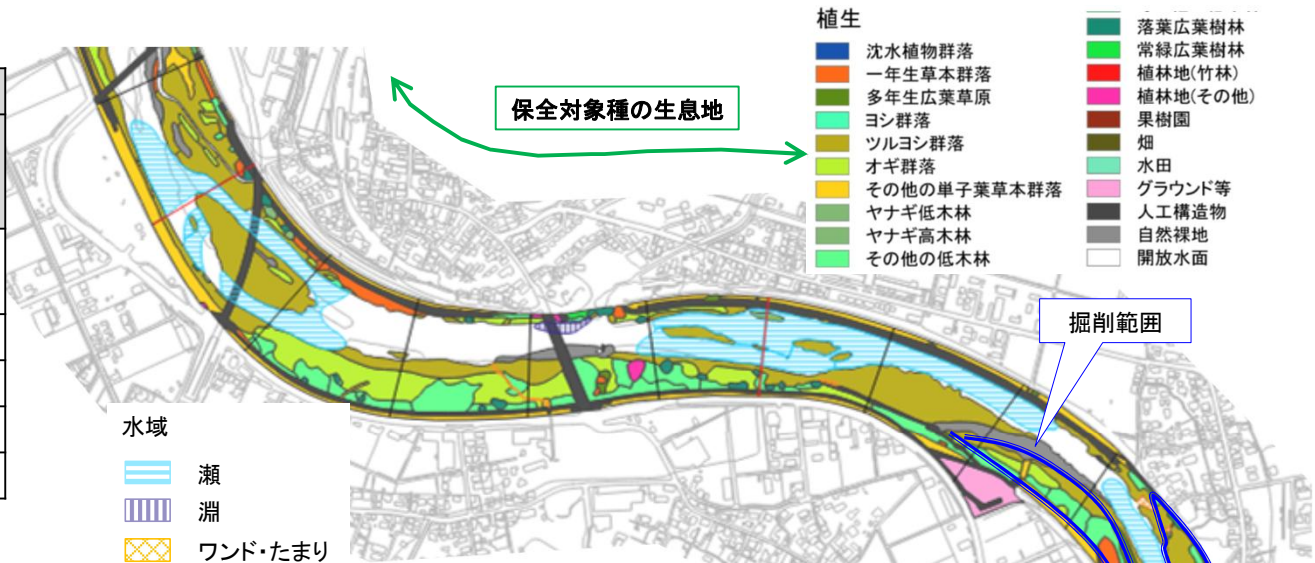 植生
沈水植物群落
一年生草本群落
多年生広葉草原
ヨシ群落
ツルヨシ群落
オギ群落
その他の単子葉草本群落
ヤナギ低木林
ヤナギ高木林
その他の低木林
落葉広葉樹林
常緑広葉樹林
植林地(竹林)
植林地(その他)
果樹園
畑
水田
グラウンド等
人工構造物
自然裸地
開放水面
保全対象種の生息地
掘削範囲
水域
瀬
淵
ワンド・たまり